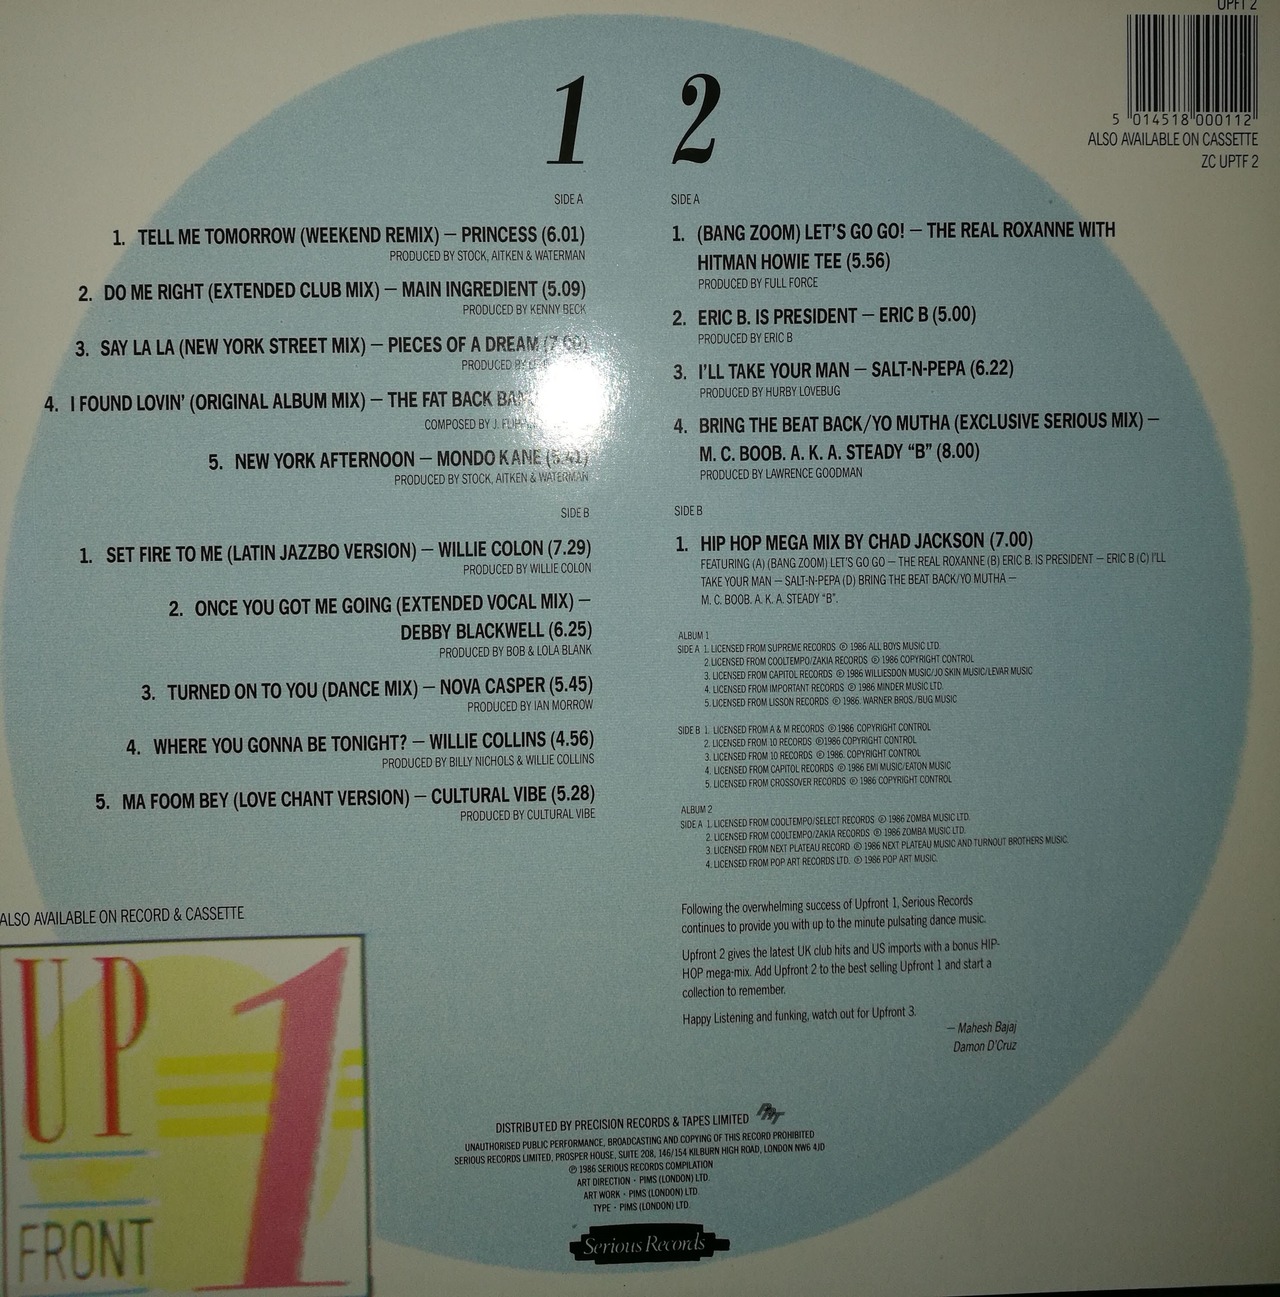 UPFT 2
5 014518 000112
ALSO AVAILABLE ON CASSETTE
ZC UPTF 2
1
SIDE A
1. TELL ME TOMORROW (WEEKEND REMIX) — PRINCESS (6.01)
PRODUCED BY STOCK, AITKEN & WATERMAN
2. DO ME RIGHT (EXTENDED CLUB MIX) — MAIN INGREDIENT (5.09)
PRODUCED BY KENNY BECK
3. SAY LA LA (NEW YORK STREET MIX) — PIECES OF A DREAM (7.00)
PRODUCED BY
4. I FOUND LOVIN' (ORIGINAL ALBUM MIX) — THE FAT BACK BAND
COMPOSED BY J.
5. NEW YORK AFTERNOON — MONDO KANE (5.41)
PRODUCED BY STOCK, AITKEN & WATERMAN
SIDE B
1. SET FIRE TO ME (LATIN JAZZBO VERSION) — WILLIE COLON (7.29)
PRODUCED BY WILLIE COLON
2. ONCE YOU GOT ME GOING (EXTENDED VOCAL MIX) —
DEBBY BLACKWELL (6.25)
PRODUCED BY BOB & LOLA BLANK
3. TURNED ON TO YOU (DANCE MIX) — NOVA CASPER (5.45)
PRODUCED BY IAN MORROW
4. WHERE YOU GONNA BE TONIGHT? — WILLIE COLLINS (4.56)
PRODUCED BY BILLY NICHOLS & WILLIE COLLINS
5. MA FOOM BEY (LOVE CHANT VERSION) — CULTURAL VIBE (5.28)
PRODUCED BY CULTURAL VIBE
2
SIDE A
1. (BANG ZOOM) LET'S GO GO! — THE REAL ROXANNE WITH
HITMAN HOWIE TEE (5.56)
PRODUCED BY FULL FORCE
2. ERIC B. IS PRESIDENT — ERIC B (5.00)
PRODUCED BY ERIC B
3. I'LL TAKE YOUR MAN — SALT-N-PEPA (6.22)
PRODUCED BY HURBY LOVEBUG
4. BRING THE BEAT BACK/YO MUTHA (EXCLUSIVE SERIOUS MIX) —
M. C. BOOB. A. K. A. STEADY "B" (8.00)
PRODUCED BY LAWRENCE GOODMAN
SIDE B
1. HIP HOP MEGA MIX BY CHAD JACKSON (7.00)
FEATURING (A) (BANG ZOOM) LET'S GO GO — THE REAL ROXANNE (B) ERIC B. IS PRESIDENT — ERIC B (C) I'LL
TAKE YOUR MAN — SALT-N-PEPA (D) BRING THE BEAT BACK/YO MUTHA —
M. C. BOOB. A. K. A. STEADY "B".
ALBUM 1
SIDE A 1. LICENSED FROM SUPREME RECORDS ℗ 1986 ALL BOYS MUSIC LTD.
2. LICENSED FROM COOLTEMPO/ZAKIA RECORDS ℗ 1986 COPYRIGHT CONTROL
3. LICENSED FROM CAPITOL RECORDS ℗ 1986 WILLIESDON MUSIC/JO SKIN MUSIC/LEVAR MUSIC
4. LICENSED FROM IMPORTANT RECORDS ℗ 1986 MINDER MUSIC LTD.
5. LICENSED FROM LISSON RECORDS ℗ 1986. WARNER BROS./BUG MUSIC
SIDE B 1. LICENSED FROM A & M RECORDS ℗1986 COPYRIGHT CONTROL
2. LICENSED FROM 10 RECORDS ℗1986 COPYRIGHT CONTROL
3. LICENSED FROM 10 RECORDS ℗ 1986. COPYRIGHT CONTROL
4. LICENSED FROM CAPITOL RECORDS ℗ 1986 EMI MUSIC/EATON MUSIC
5. LICENSED FROM CROSSOVER RECORDS ℗ 1986 COPYRIGHT CONTROL
ALBUM 2
SIDE A 1. LICENSED FROM COOLTEMPO/SELECT RECORDS ℗ 1986 ZOMBA MUSIC LTD.
2. LICENSED FROM COOLTEMPO/ZAKIA RECORDS ℗ 1986 ZOMBA MUSIC LTD.
3. LICENSED FROM NEXT PLATEAU RECORD ℗ 1986 NEXT PLATEAU MUSIC AND TURNOUT BROTHERS MUSIC.
4. LICENSED FROM POP ART RECORDS LTD. ℗ 1986 POP ART MUSIC.
Following the overwhelming success of Upfront 1, Serious Records
continues to provide you with up to the minute pulsating dance music.
Upfront 2 gives the latest UK club hits and US imports with a bonus HIP-
HOP mega-mix. Add Upfront 2 to the best selling Upfront 1 and start a
collection to remember.
Happy Listening and funking, watch out for Upfront 3.
— Mahesh Bajaj
Damon D'Cruz
ALSO AVAILABLE ON RECORD & CASSETTE
UP
FRONT
1
DISTRIBUTED BY PRECISION RECORDS & TAPES LIMITED PRT
UNAUTHORISED PUBLIC PERFORMANCE, BROADCASTING AND COPYING OF THIS RECORD PROHIBITED
SERIOUS RECORDS LIMITED, PROSPER HOUSE, SUITE 208, 146/154 KILBURN HIGH ROAD, LONDON NW6 4JD
℗ 1986 SERIOUS RECORDS COMPILATION
ART DIRECTION - PIMS (LONDON) LTD.
ART WORK - PIMS (LONDON) LTD.
TYPE - PIMS (LONDON) LTD.
Serious Records